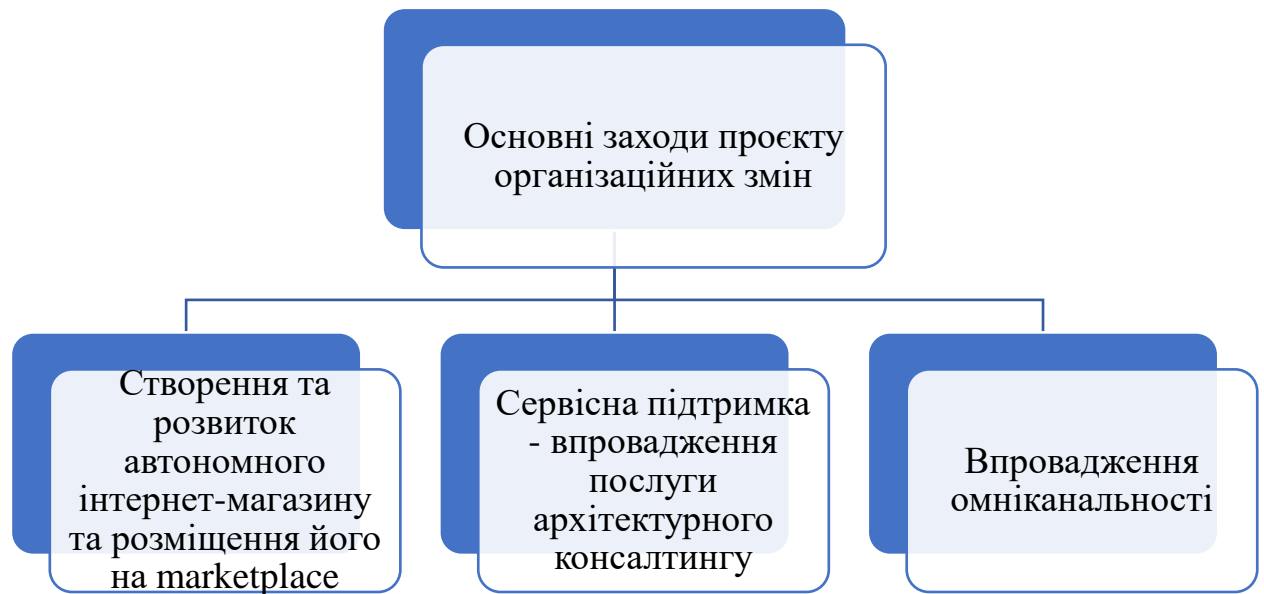 Основні заходи проєкту
організаційних змін
Створення та
розвиток
автономного
інтернет-магазину
та розміщення його
на marketplace
Сервісна підтримка
- впровадження
послуги
архітектурного
консалтингу
Впровадження
омніканальності